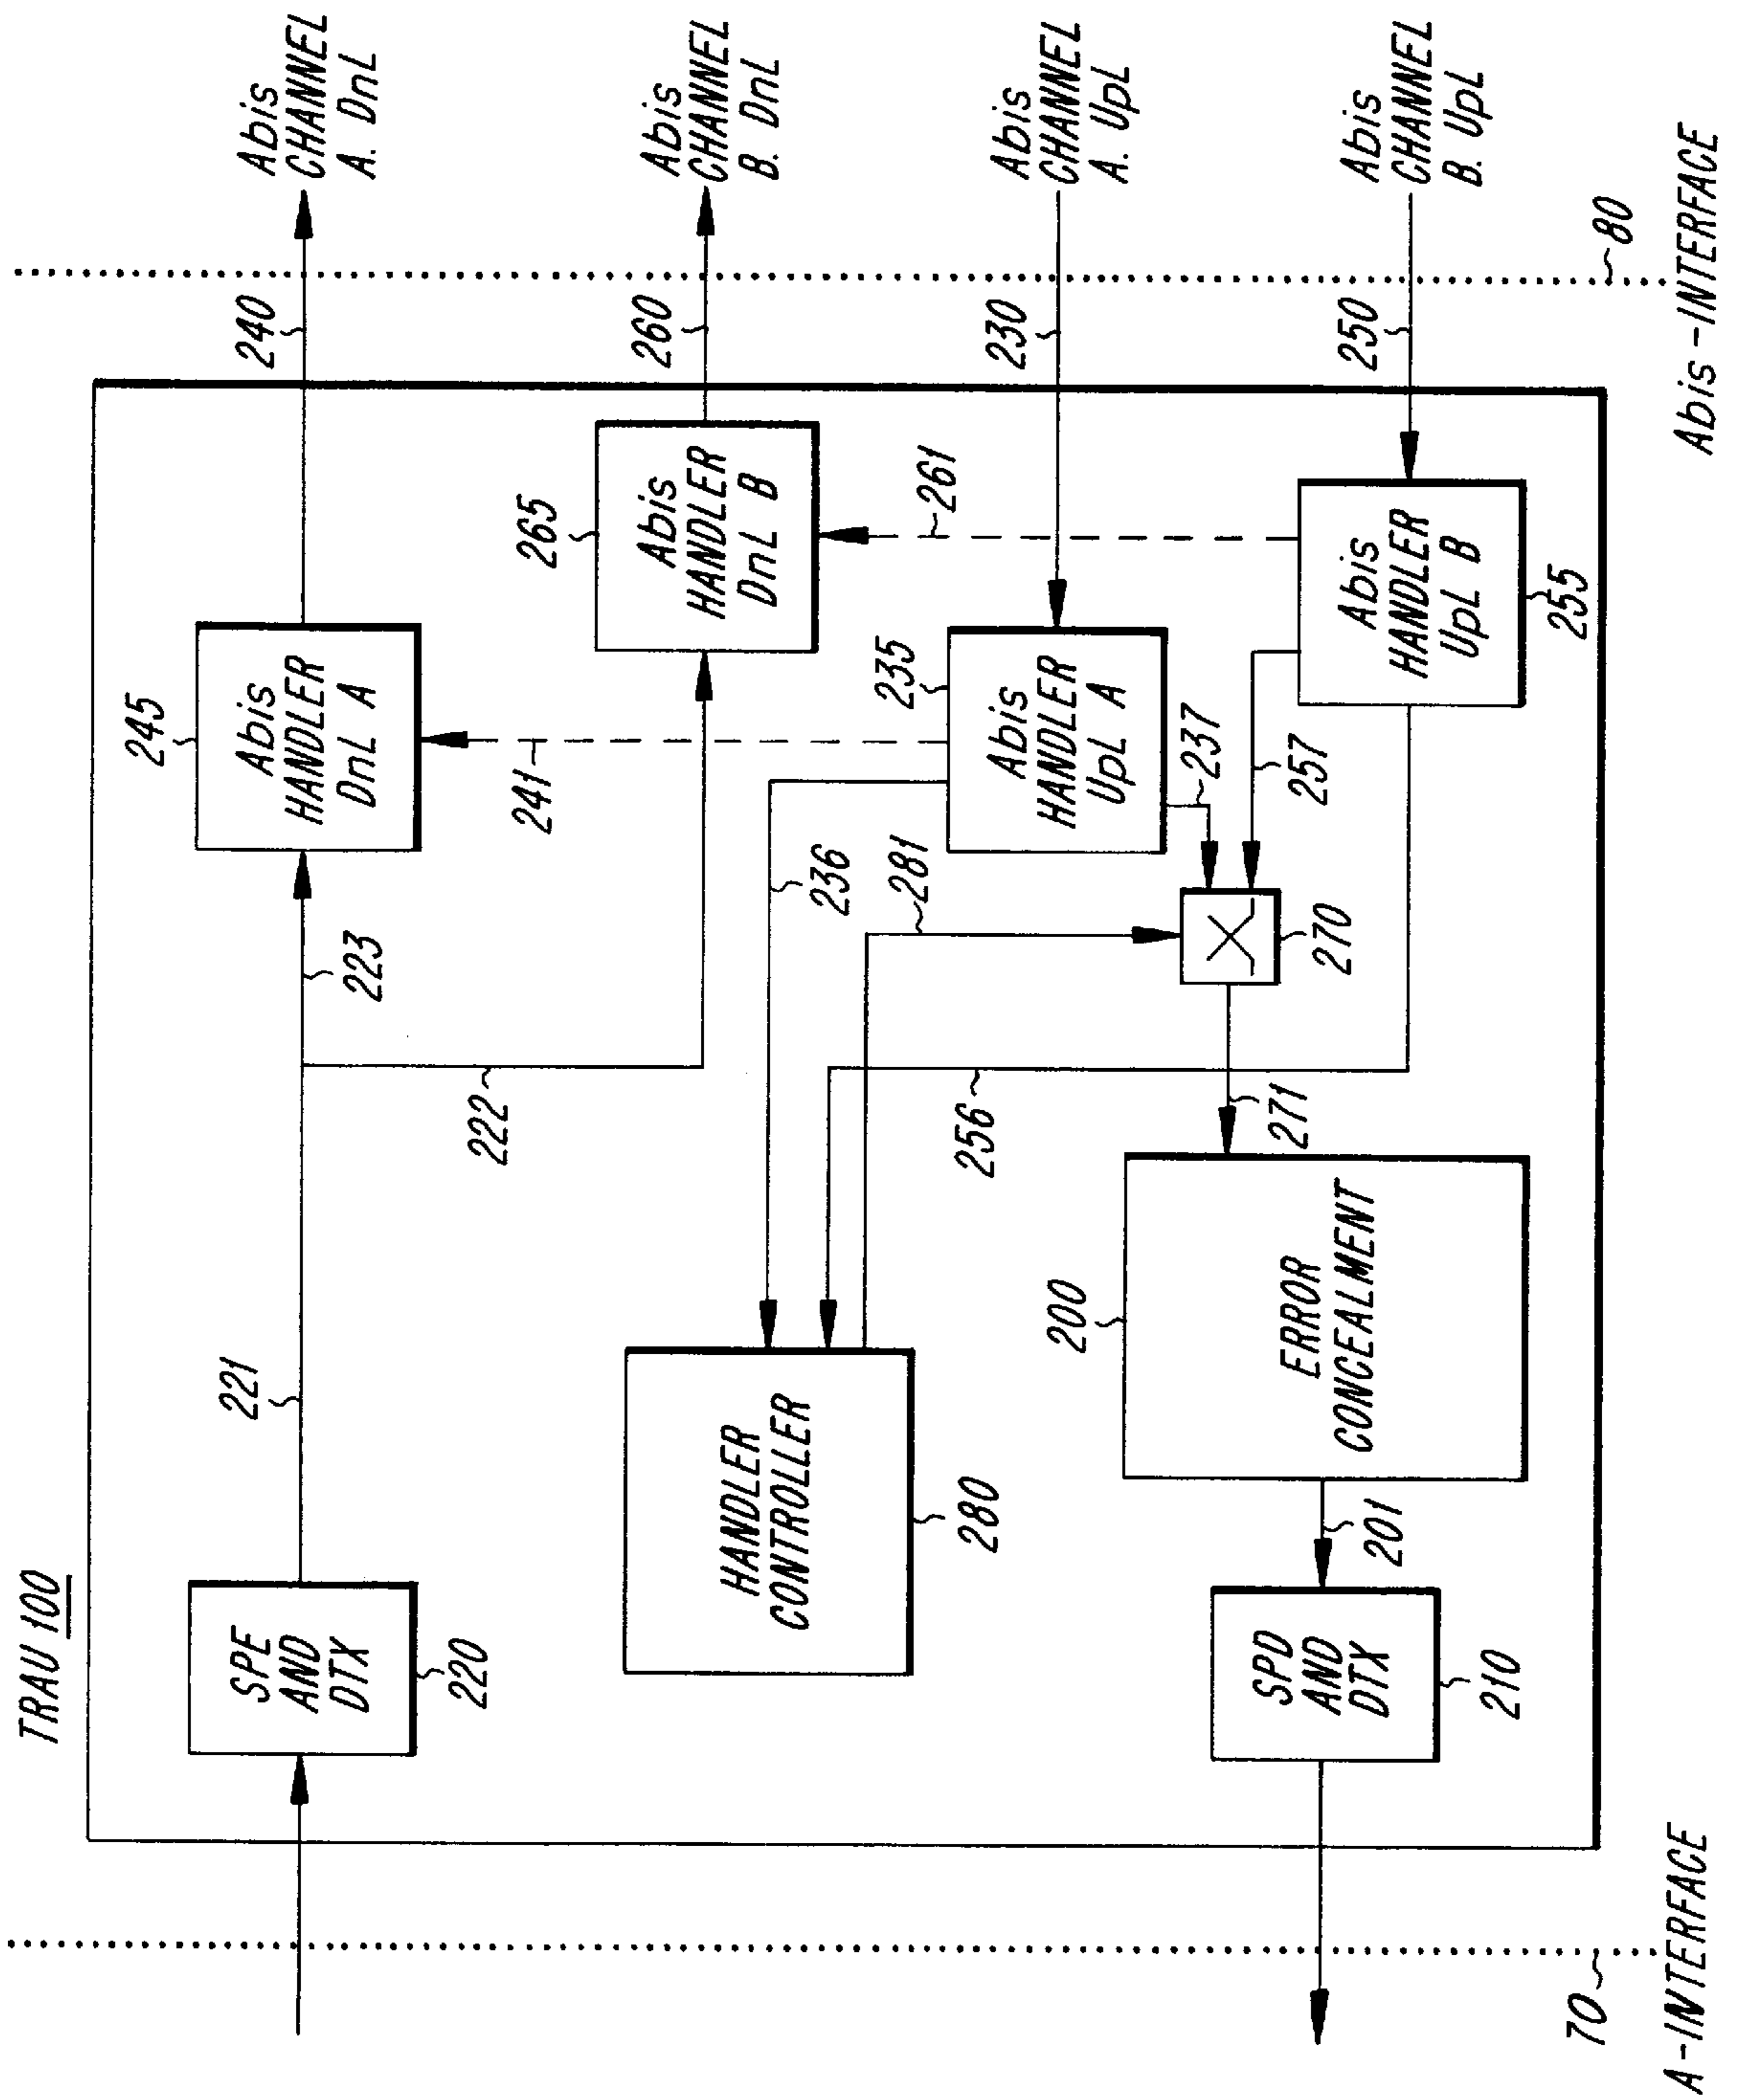 TRAU 100
Abis
CHANNEL
A. DnL
240
245
Abis
HANDLER
DnL A
223
221
SPE
AND
DTX
220
222
241
Abis
CHANNEL
B. DnL
260
265
Abis
HANDLER
DnL B
261
236
281
HANDLER
CONTROLLER
280
Abis
CHANNEL
A. UpL
230
235
Abis
HANDLER
UpL A
237
257
270
256
271
200
ERROR
CONCEALMENT
201
SPD
AND
DTX
210
Abis
CHANNEL
B. UpL
250
Abis
HANDLER
UpL B
255
70
A-INTERFACE
80
Abis-INTERFACE